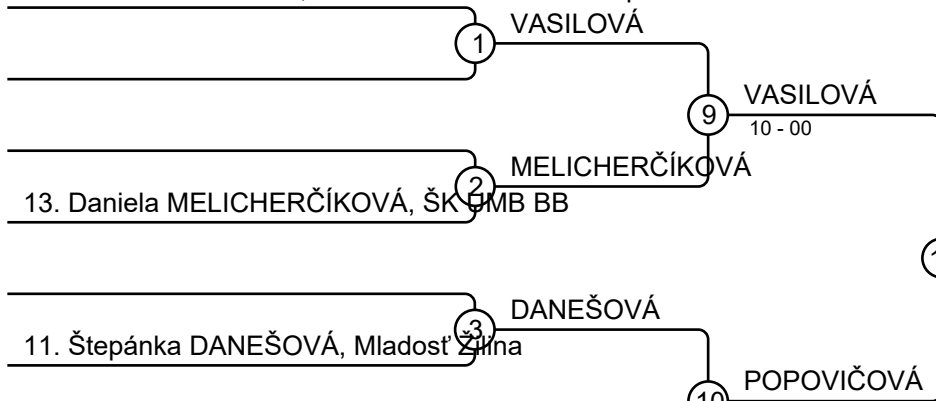 VASILOVÁ
1
VASILOVÁ
9
10 - 00
MELICHERČÍKOVÁ
2
13. Daniela MELICHERČÍKOVÁ, ŠK UMB BB
DANEŠOVÁ
3
11. Štepánka DANEŠOVÁ, Mladosť Žilina
POPOVIČOVÁ
10